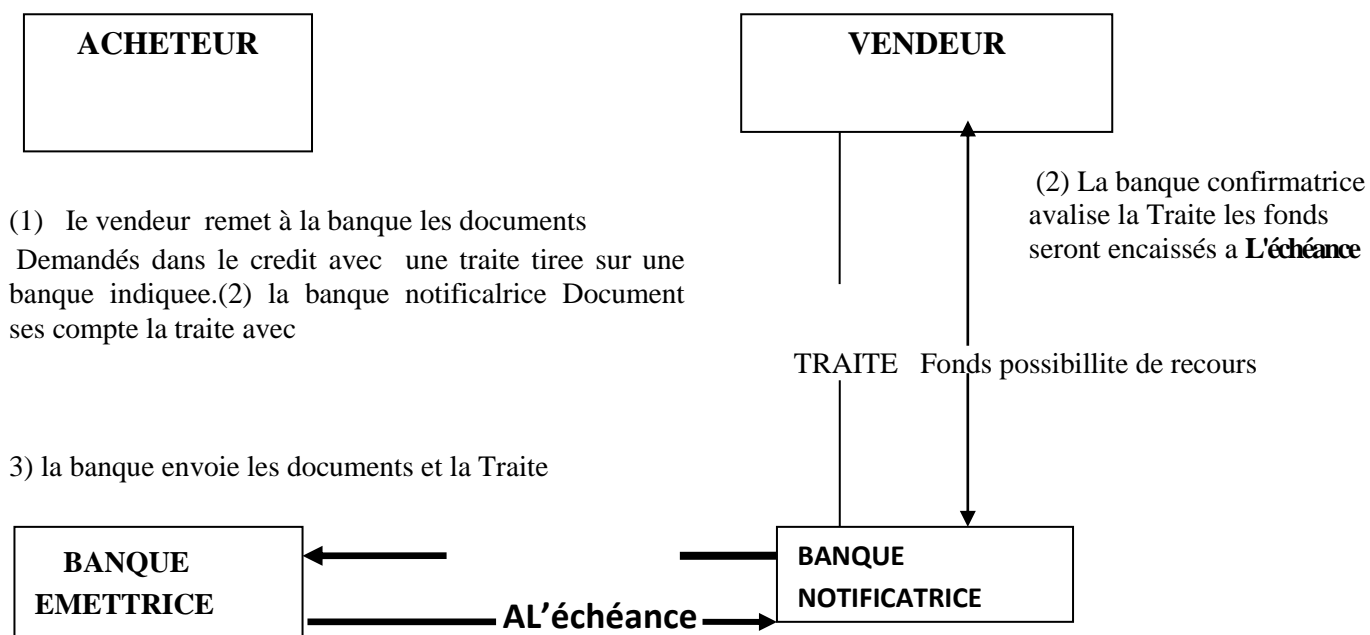 ACHETEUR
VENDEUR
(2) La banque confirmatrice
avalise la Traite les fonds
seront encaissés a L'échéance
(1) Ie vendeur remet à la banque les documents
Demandés dans le credit avec une traite tiree sur une
banque indiquee.(2) la banque notificalrice Document
ses compte la traite avec
TRAITE Fonds possibillite de recours
3) la banque envoie les documents et la Traite
BANQUE
EMETTRICE
BANQUE
NOTIFICATRICE
AL’échéance